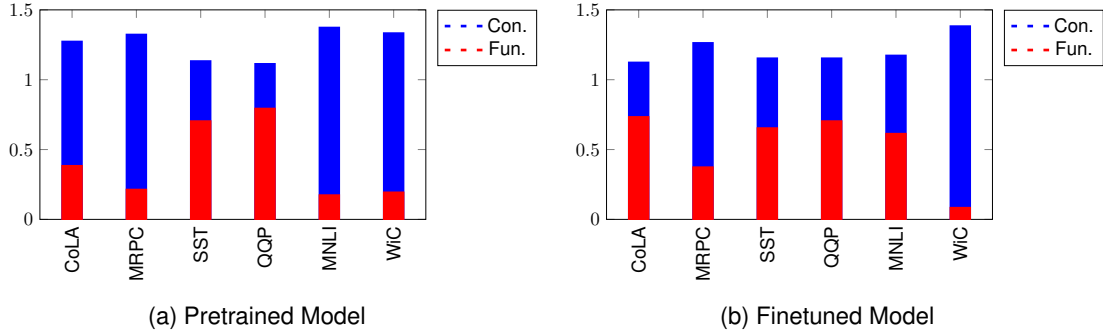 1.5
1
0.5
0
CoLA
MRPC
SST
QQP
MNLI
WiC
Con.
Fun.
(a) Pretrained Model
1.5
1
0.5
0
CoLA
MRPC
SST
QQP
MNLI
WiC
Con.
Fun.
(b) Finetuned Model